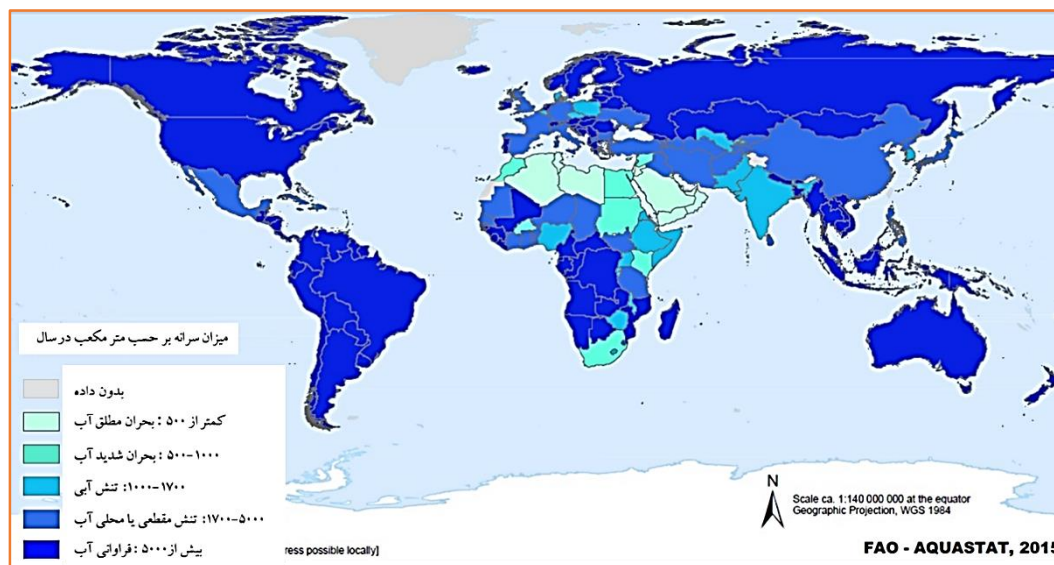 میزان سرانه بر حسب متر مکعب در سال
بدون داده
کمتر از ۵۰۰ : بحران مطلق آب
۵۰۰-۱۰۰۰ : بحران شدید آب
۱۰۰۰-۱۷۰۰: تنش آبی
۱۷۰۰-۵۰۰۰: تنش مقطعی یا محلی آب
بیش از ۵۰۰۰ : فراوانی آب
ress possible locally]
N
Scale ca. 1:140 000 000 at the equator
Geographic Projection, WGS 1984
FAO - AQUASTAT, 2015